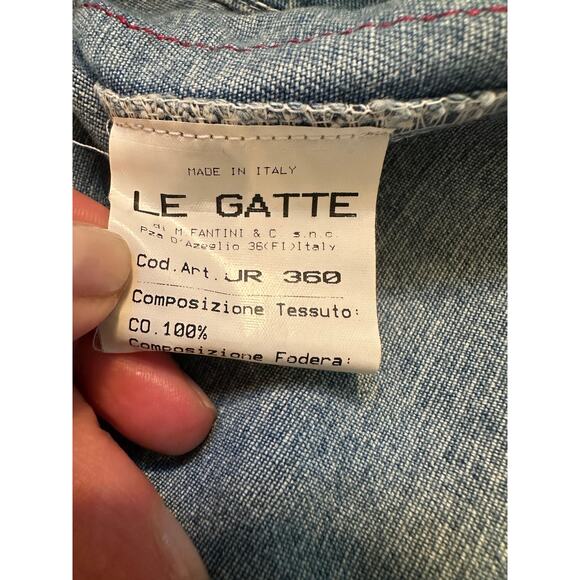 MADE IN ITALY
LE GATTE
di M.FANTINI & C. s.n.c.
Pza D'Azeglio 36(FI)Italy
Cod.Art. JR 360
Composizione Tessuto:
CO.100%
Composizione Fodera: